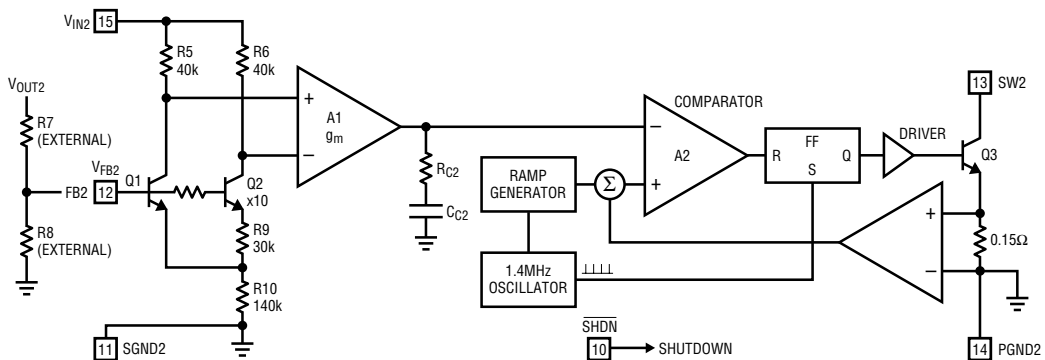 VIN2 15
R5
40k
R6
40k
VOUT2
R7
(EXTERNAL)
VFB2
FB2 12
Q1
Q2
x10
R8
(EXTERNAL)
R9
30k
R10
140k
11 SGND2
+
A1
gm
−
RC2
CC2
RAMP
GENERATOR
Σ
1.4MHz
OSCILLATOR
COMPARATOR
−
A2
+
R
FF
S
Q
DRIVER
13 SW2
Q3
+
−
0.15Ω
SHDN
10 SHUTDOWN
14 PGND2